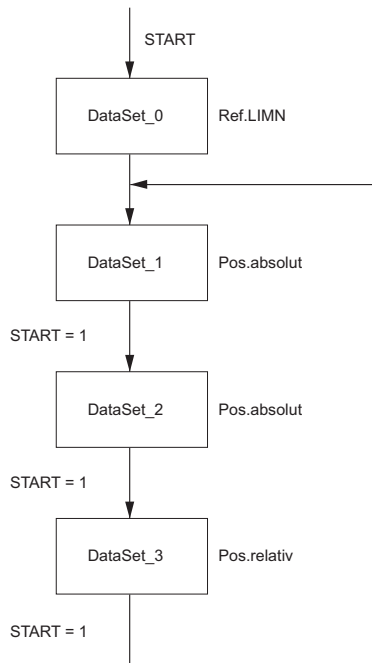 START
DataSet_0 Ref.LIMN
DataSet_1 Pos.absolut
START = 1
DataSet_2 Pos.absolut
START = 1
DataSet_3 Pos.relativ
START = 1